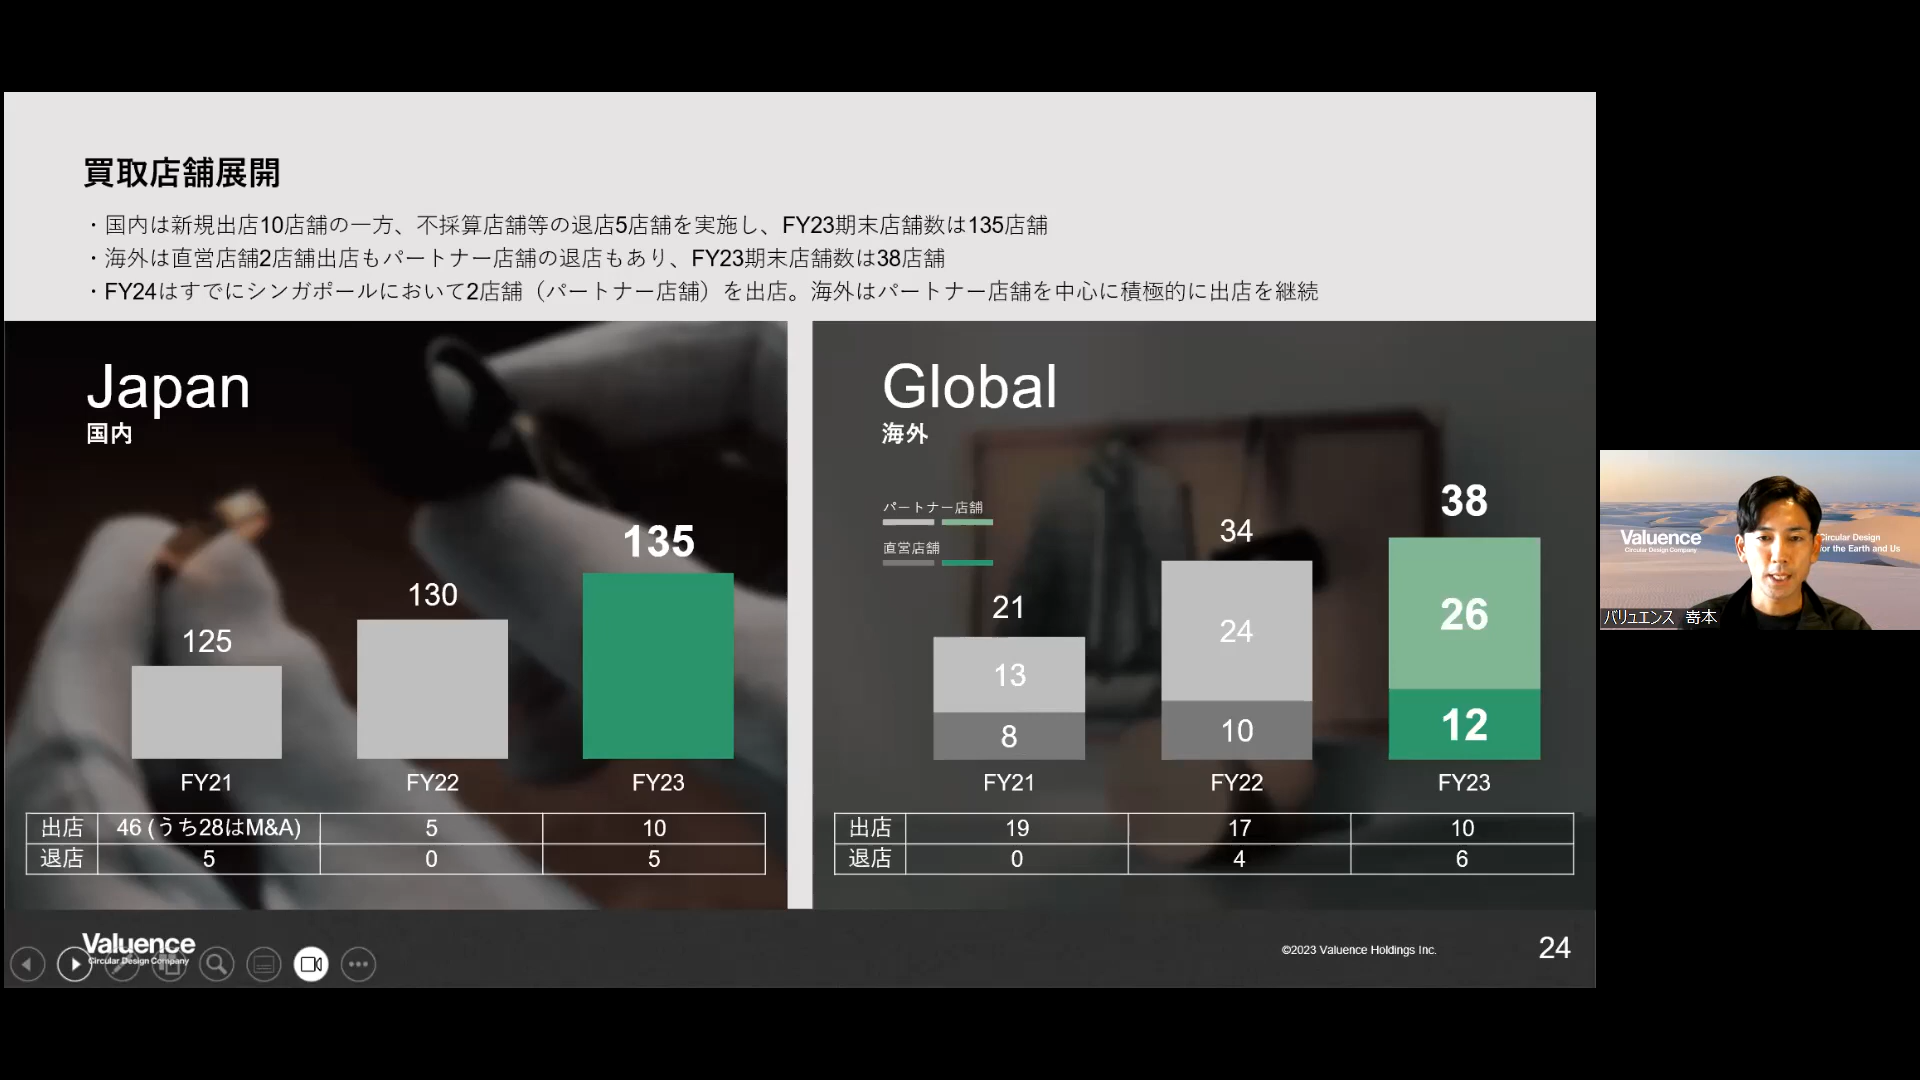 買取店舗展開
・国内は新規出店10店舗の一方、不採算店舗等の退店5店舗を実施し、FY23期末店舗数は135店舗
・海外は直営店舗2店舗出店もパートナー店舗の退店もあり、FY23期末店舗数は38店舗
・FY24はすでにシンガポールにおいて2店舗（パートナー店舗）を出店。海外はパートナー店舗を中心に積極的に出店を継続
Japan
国内
125
130
135
FY21
FY22
FY23
出店 46 (うち28はM&A) 5 10
退店 5 0 5
Global
海外
パートナー店舗
直営店舗
21
34
38
13
24
26
8
10
12
FY21
FY22
FY23
出店 19 17 10
退店 0 4 6
Valuence
Circular Design Company
©2023 Valuence Holdings Inc.
24
Valuence
Circular Design Company
Circular Design
for the Earth and Us
バリュエンス 嵜本